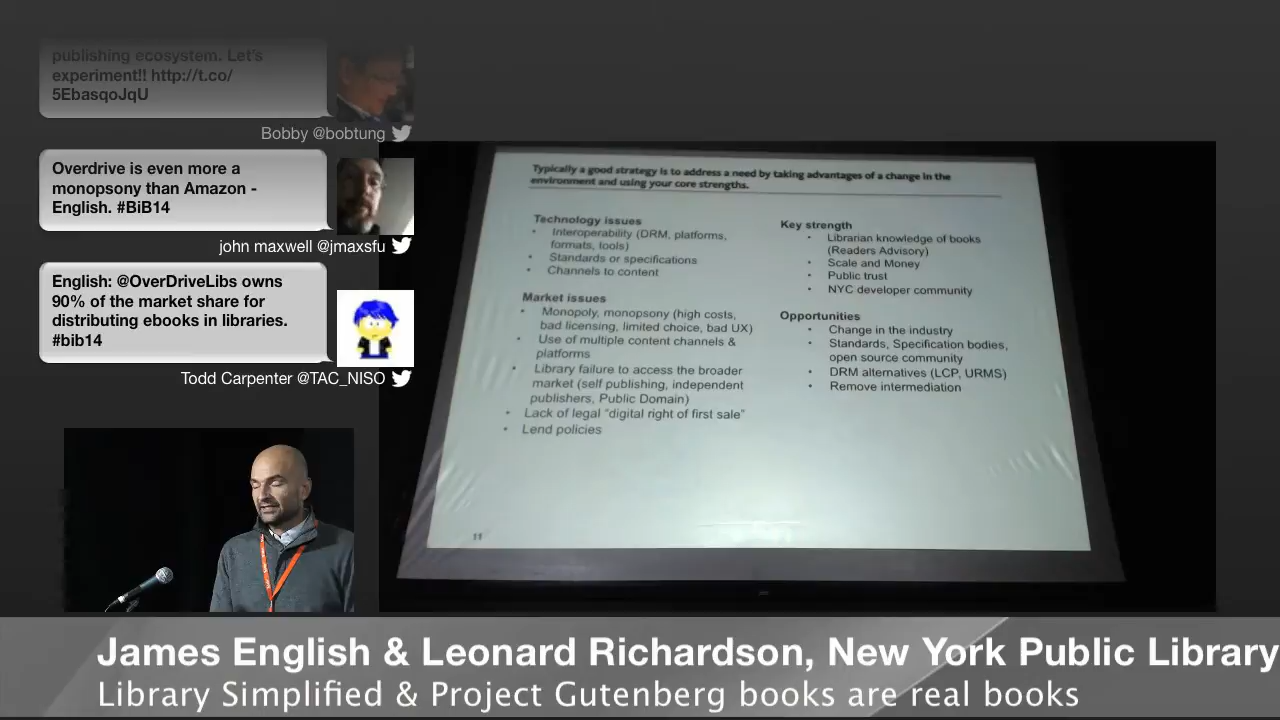 publishing ecosystem. Let's
experiment!! http://t.co/
5EbasqoJqU
Bobby @bobtung
Overdrive is even more a
monopsony than Amazon -
English. #BiB14
john maxwell @jmaxsfu
English: @OverDriveLibs owns
90% of the market share for
distributing ebooks in libraries.
#bib14
Todd Carpenter @TAC_NISO
Typically a good strategy is to address a need by taking advantages of a change in the
environment and using your core strengths.
Technology issues
• Interoperability (DRM, platforms,
formats, tools)
• Standards or specifications
• Channels to content
Market issues
• Monopoly, monopsony (high costs,
bad licensing, limited choice, bad UX)
• Use of multiple content channels &
platforms
• Library failure to access the broader
market (self publishing, independent
publishers, Public Domain)
• Lack of legal "digital right of first sale"
• Lend policies
Key strength
• Librarian knowledge of books
(Readers Advisory)
• Scale and Money
• Public trust
• NYC developer community
Opportunities
• Change in the industry
• Standards, Specification bodies,
open source community
• DRM alternatives (LCP, URMS)
• Remove intermediation
11
James English & Leonard Richardson, New York Public Library
Library Simplified & Project Gutenberg books are real books